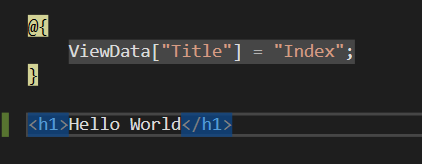 @{
ViewData["Title"] = "Index";
}
<h1>Hello World</h1>